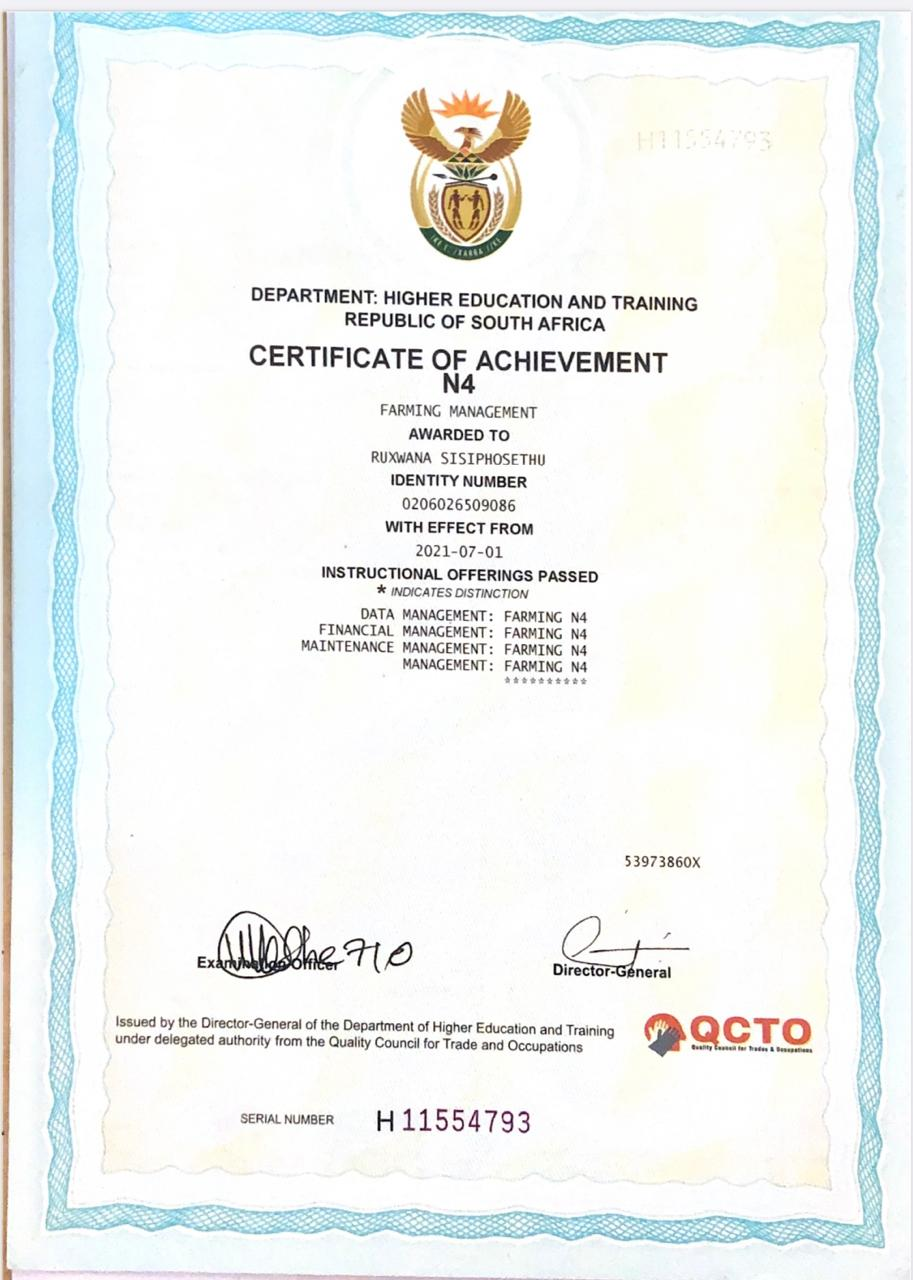 H11554793
DEPARTMENT: HIGHER EDUCATION AND TRAINING
REPUBLIC OF SOUTH AFRICA
CERTIFICATE OF ACHIEVEMENT
N4
FARMING MANAGEMENT
AWARDED TO
RUXWANA SISIPHOSETHU
IDENTITY NUMBER
0206026509086
WITH EFFECT FROM
2021-07-01
INSTRUCTIONAL OFFERINGS PASSED
* INDICATES DISTINCTION
DATA MANAGEMENT: FARMING N4
FINANCIAL MANAGEMENT: FARMING N4
MAINTENANCE MANAGEMENT: FARMING N4
MANAGEMENT: FARMING N4
**********
53973860X
Examination Officer
Director-General
Issued by the Director-General of the Department of Higher Education and Training
under delegated authority from the Quality Council for Trade and Occupations
QCTO
Quality Council for Trades & Occupations
SERIAL NUMBER H 11554793